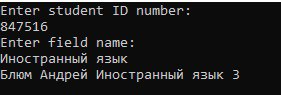 Enter student ID number:
847516
Enter field name:
Иностранный язык
Блюм Андрей Иностранный язык 3